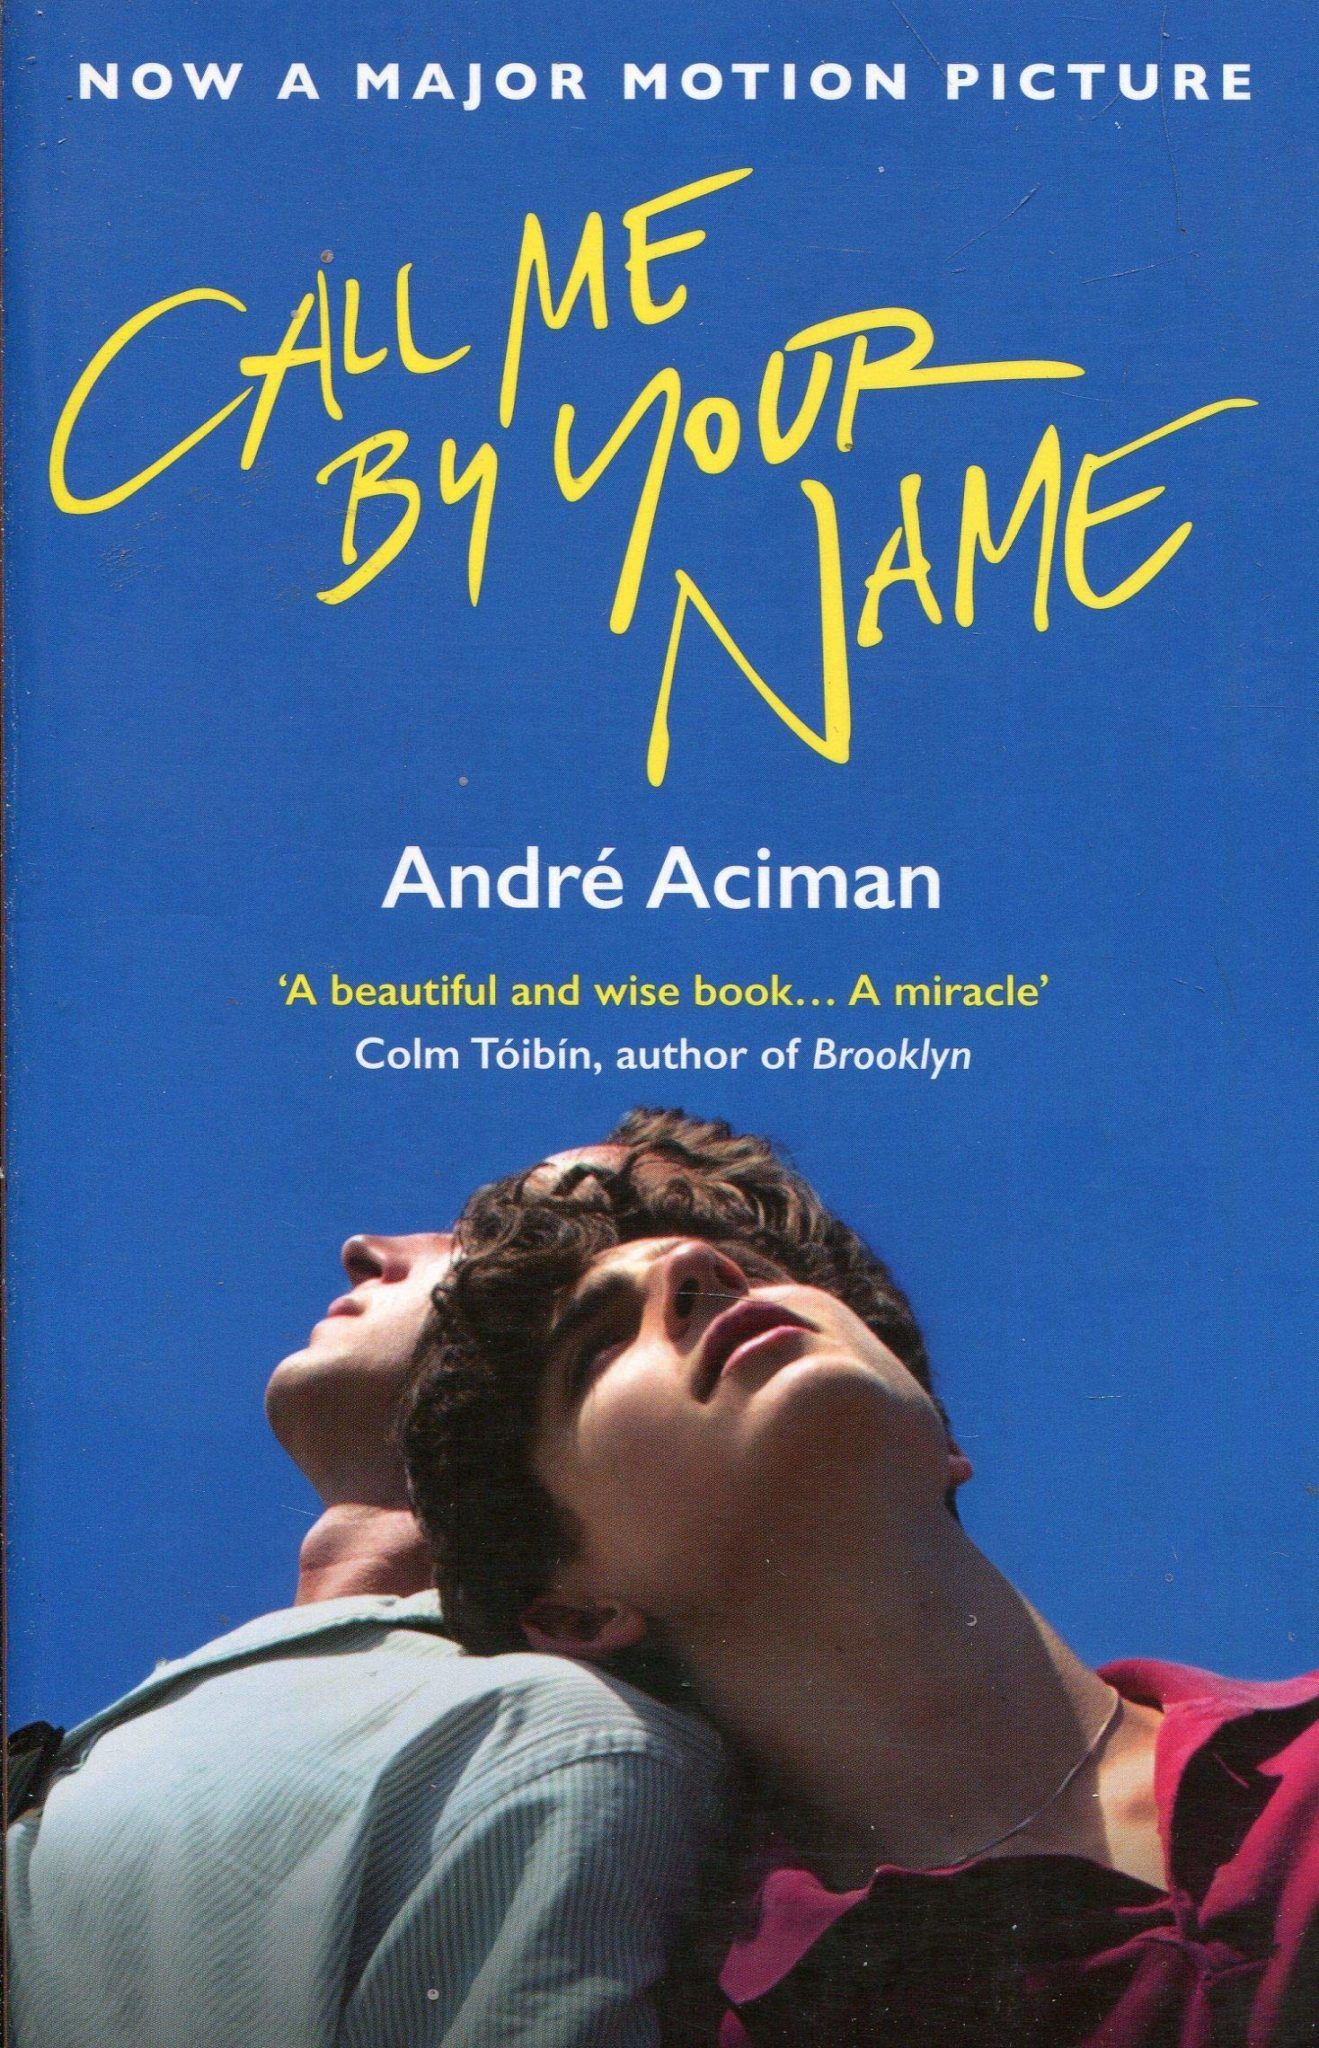 NOW A MAJOR MOTION PICTURE
CALL ME
BY YOUR
NAME
André Aciman
‘A beautiful and wise book... A miracle’
Colm Tóibín, author of Brooklyn